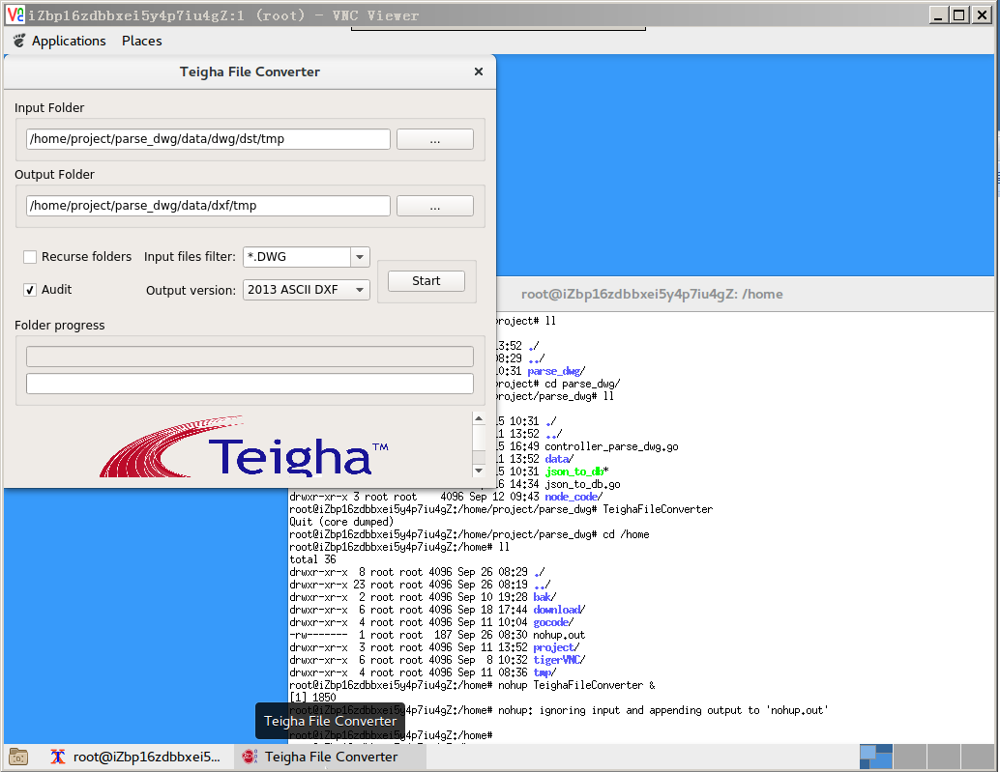 iZbp16zdbbxei5y4p7iu4gZ:1 (root) - VNC Viewer
Applications Places
Teigha File Converter
Input Folder
/home/project/parse_dwg/data/dwg/dst/tmp
...
Output Folder
/home/project/parse_dwg/data/dxf/tmp
...
Recurse folders Input files filter: *.DWG
Audit Output version: 2013 ASCII DXF
Start
Folder progress
Teigha™
root@iZbp16zdbbxei5y4p7iu4gZ: /home
roject# ll
13:52 ./
08:29 ../
10:31 parse_dwg/
roject# cd parse_dwg/
roject/parse_dwg# ll
15 10:31 ./
11 13:52 ../
15 16:49 controller_parse_dwg.go
11 13:52 data/
15 10:31 json_to_db*
16 14:34 json_to_db.go
drwxr-xr-x 3 root root 4096 Sep 12 09:43 node_code/
root@iZbp16zdbbxei5y4p7iu4gZ:/home/project/parse_dwg# TeighaFileConverter
Quit (core dumped)
root@iZbp16zdbbxei5y4p7iu4gZ:/home/project/parse_dwg# cd /home
root@iZbp16zdbbxei5y4p7iu4gZ:/home# ll
total 36
drwxr-xr-x 8 root root 4096 Sep 26 08:29 ./
drwxr-xr-x 23 root root 4096 Sep 26 08:19 ../
drwxr-xr-x 2 root root 4096 Sep 10 19:28 bak/
drwxr-xr-x 6 root root 4096 Sep 18 17:44 download/
drwxr-xr-x 4 root root 4096 Sep 11 10:04 gocode/
-rw------- 1 root root 187 Sep 26 08:30 nohup.out
drwxr-xr-x 3 root root 4096 Sep 11 13:52 project/
drwxr-xr-x 6 root root 4096 Sep 8 10:32 tigerVNC/
drwxr-xr-x 4 root root 4096 Sep 11 08:36 tmp/
root@iZbp16zdbbxei5y4p7iu4gZ:/home# nohup TeighaFileConverter &
[1] 1850
root@iZbp16zdbbxei5y4p7iu4gZ:/home# nohup: ignoring input and appending output to 'nohup.out'
root@iZbp16zdbbxei5y4p7iu4gZ:/home#
Teigha File Converter
root@iZbp16zdbbxei5... Teigha File Converter